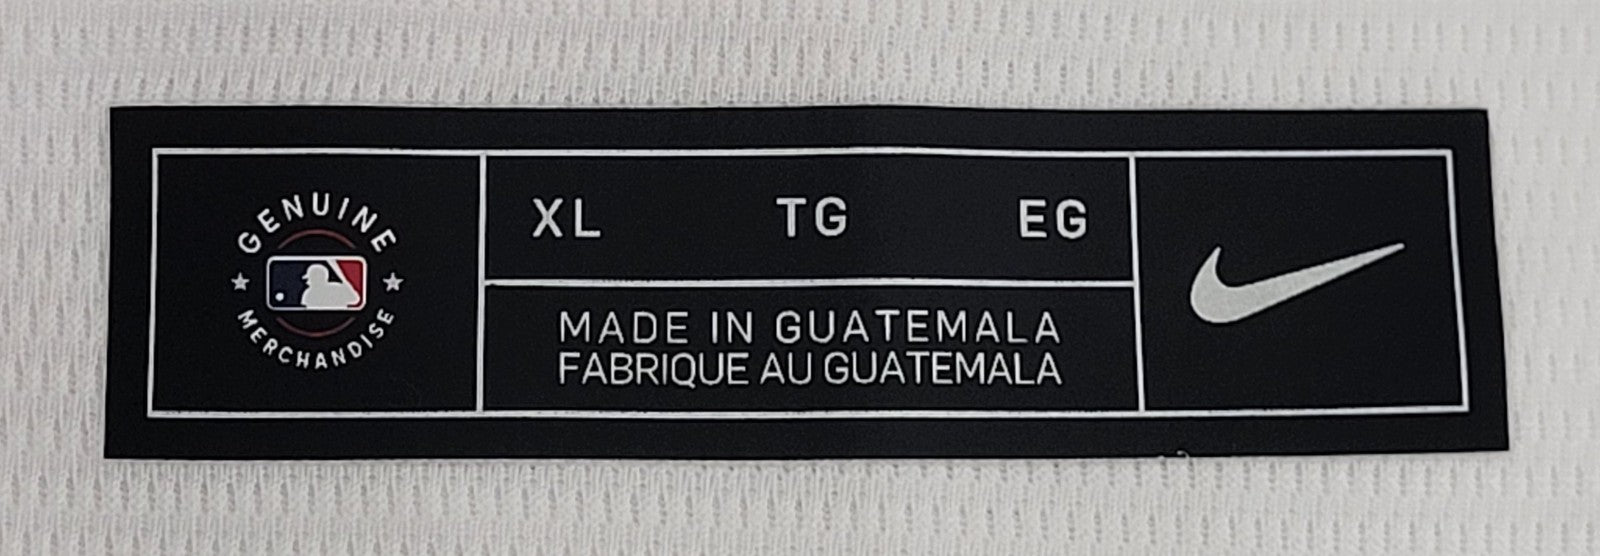 GENUINE
MERCHANDISE
XL TG EG
MADE IN GUATEMALA
FABRIQUE AU GUATEMALA